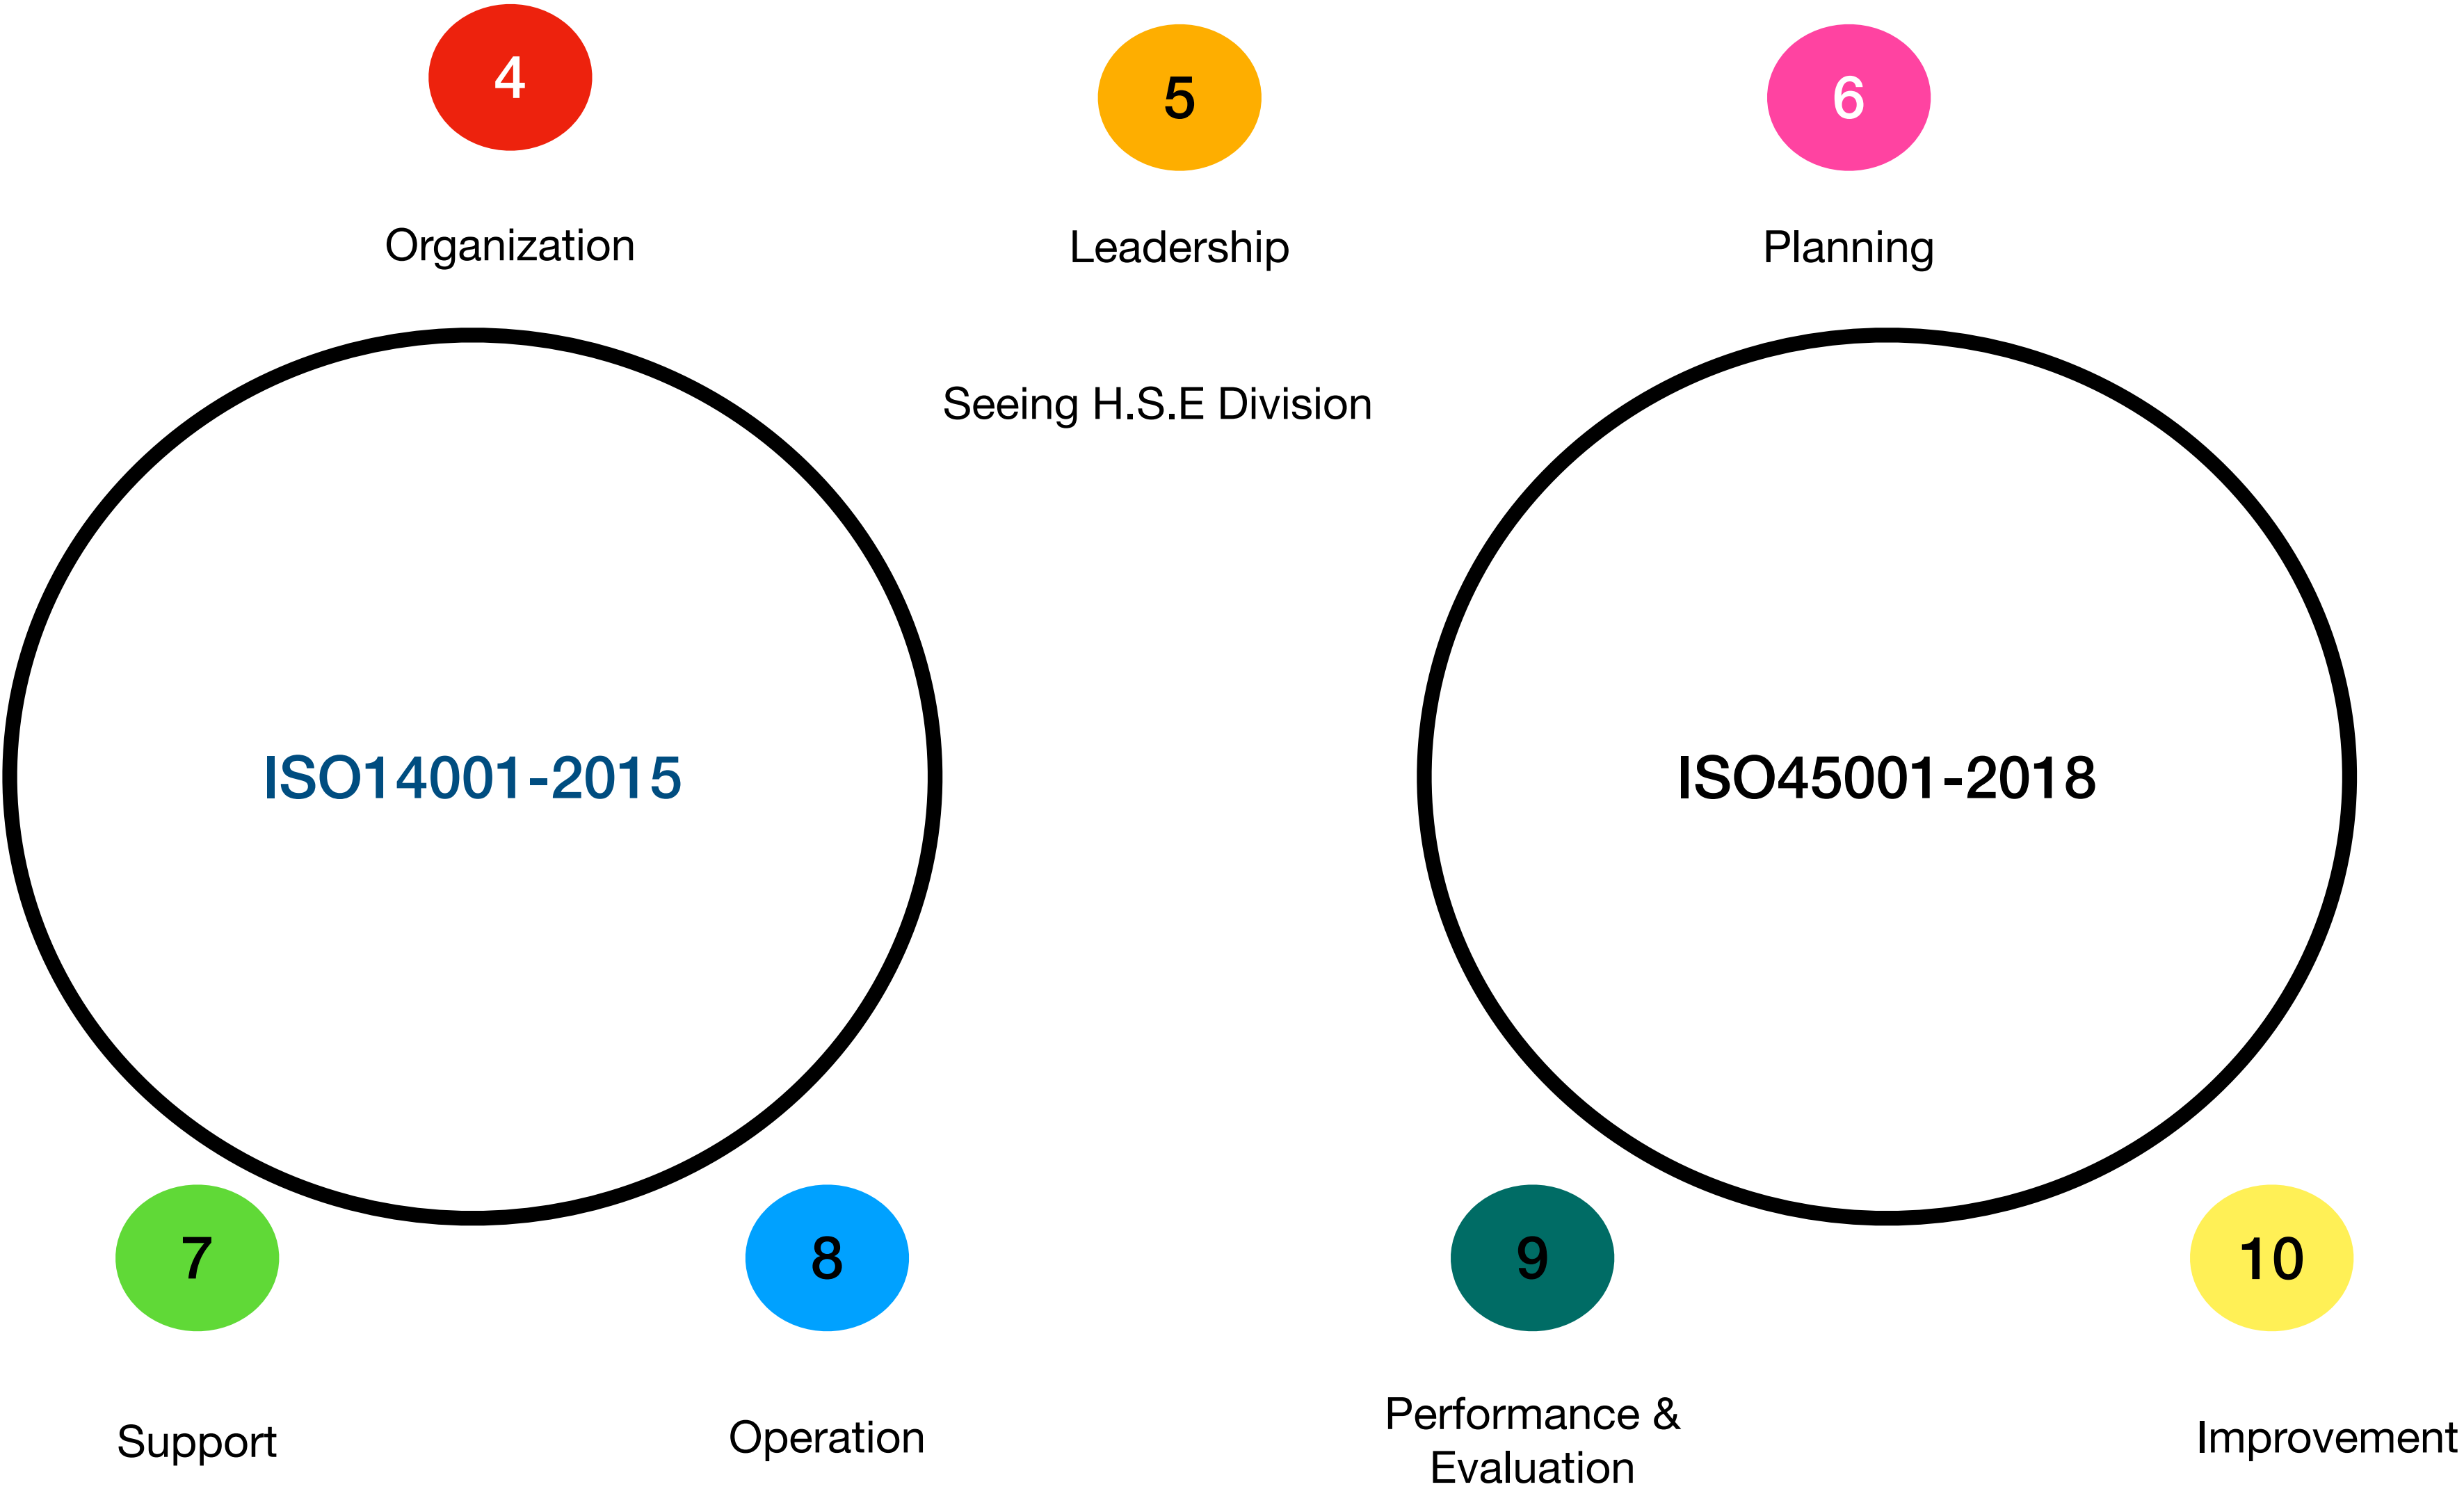 4
5
6
Organization
Leadership
Planning
Seeing H.S.E Division
ISO14001-2015
ISO45001-2018
7
8
9
10
Support
Operation
Performance &
Evaluation
Improvement